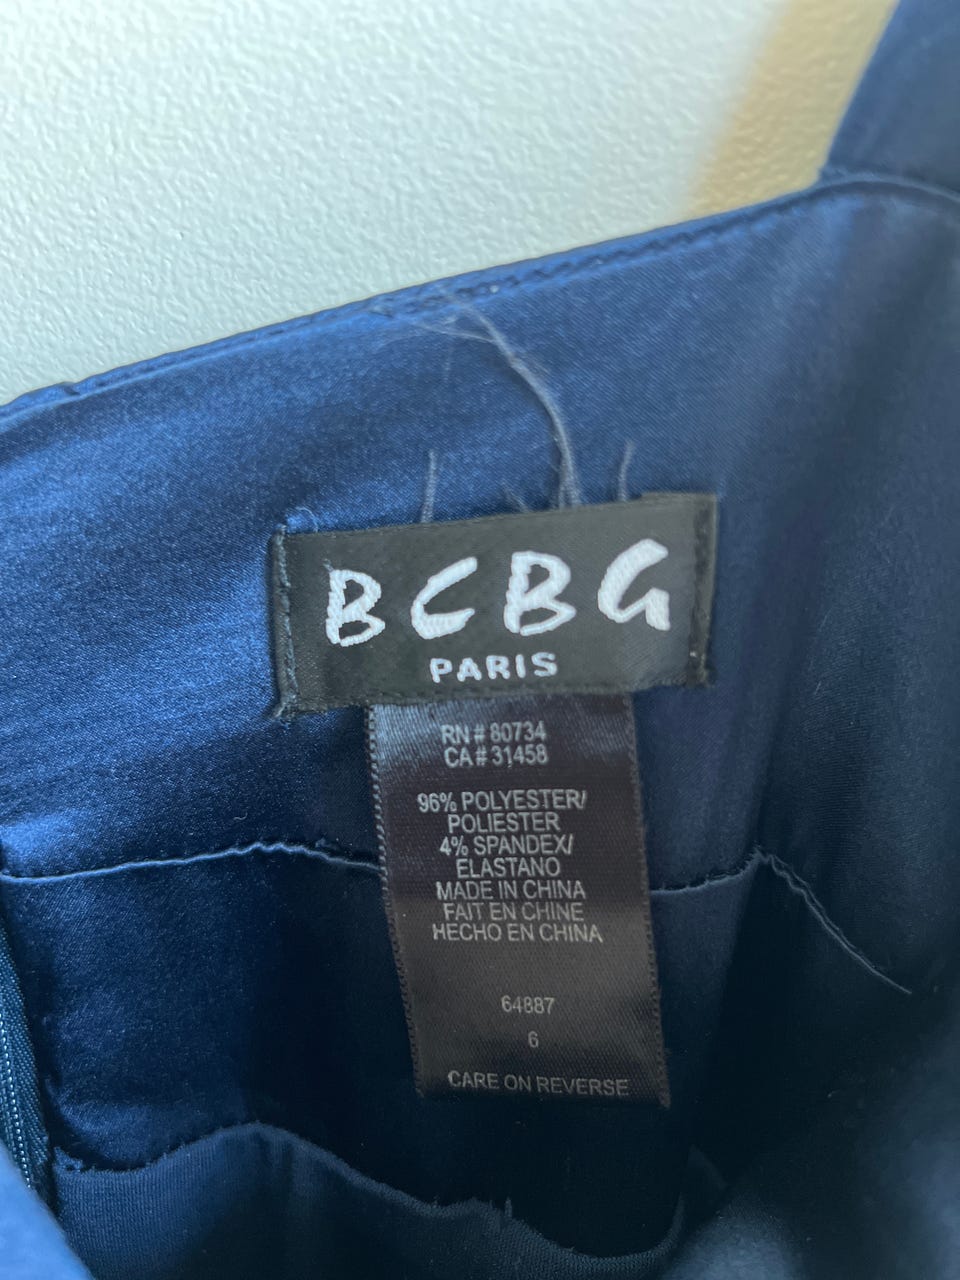 BCBG
PARIS
RN# 80734
CA# 31458
96% POLYESTER/
POLIESTER
4% SPANDEX/
ELASTANO
MADE IN CHINA
FAIT EN CHINE
HECHO EN CHINA
64887
6
CARE ON REVERSE